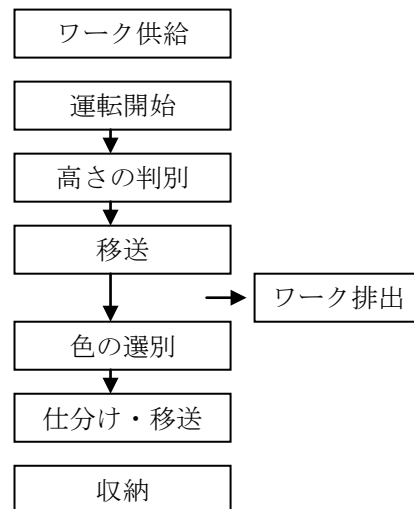 ワーク供給
運転開始
高さの判別
移送
ワーク排出
色の選別
仕分け・移送
収納